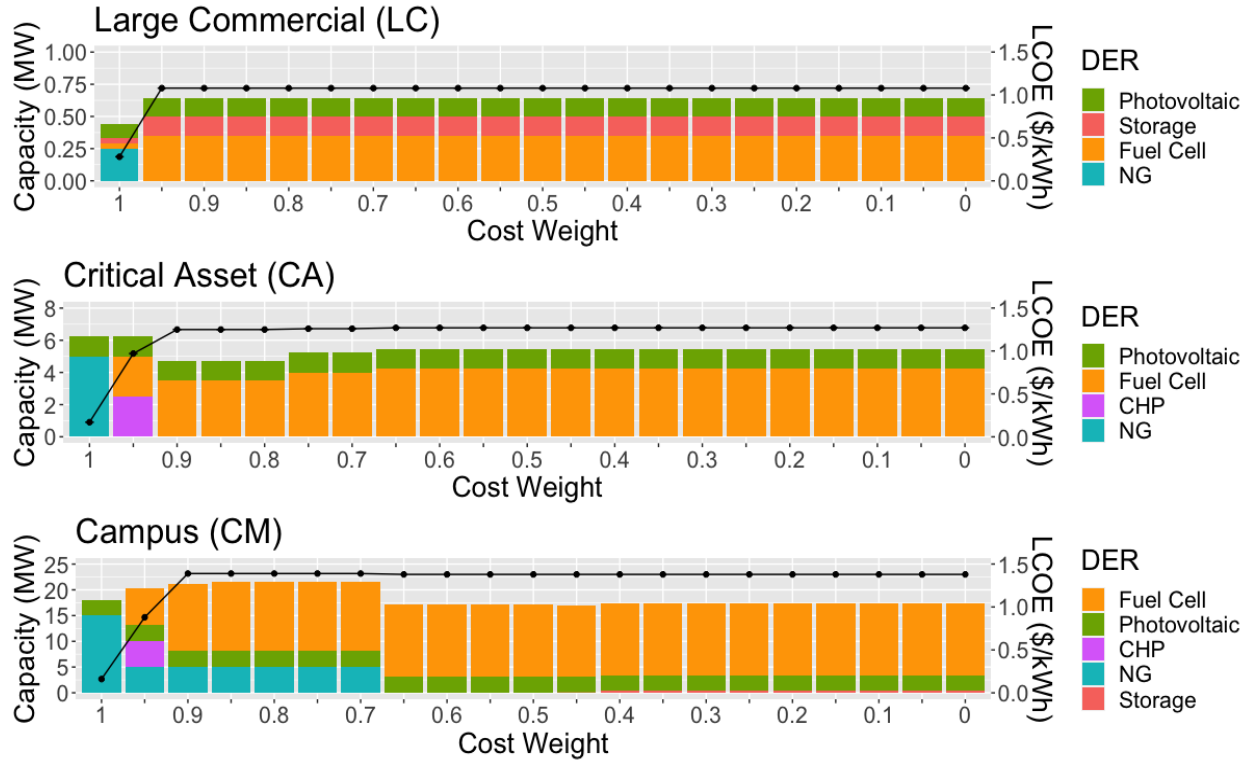 Large Commercial (LC)
Capacity (MW)
1.00
0.75
0.50
0.25
0.00
1 0.9 0.8 0.7 0.6 0.5 0.4 0.3 0.2 0.1 0
Cost Weight
1.5
1.0
0.5
0.0
LCOE ($/kWh)
DER
Photovoltaic
Storage
Fuel Cell
NG
Critical Asset (CA)
Capacity (MW)
8
6
4
2
0
1 0.9 0.8 0.7 0.6 0.5 0.4 0.3 0.2 0.1 0
Cost Weight
1.5
1.0
0.5
0.0
LCOE ($/kWh)
DER
Photovoltaic
Fuel Cell
CHP
NG
Campus (CM)
Capacity (MW)
25
20
15
10
5
0
1 0.9 0.8 0.7 0.6 0.5 0.4 0.3 0.2 0.1 0
Cost Weight
1.5
1.0
0.5
0.0
LCOE ($/kWh)
DER
Fuel Cell
Photovoltaic
CHP
NG
Storage